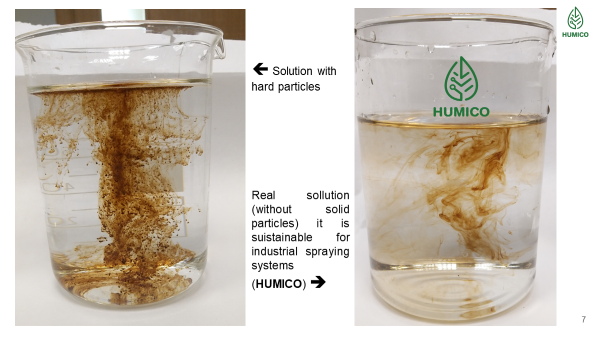 🡨 Solution with
hard particles
HUMICO
HUMICO
Real sollution
(without solid
particles) it is
suistainable for
industrial spraying
systems
(HUMICO) 🡪
7